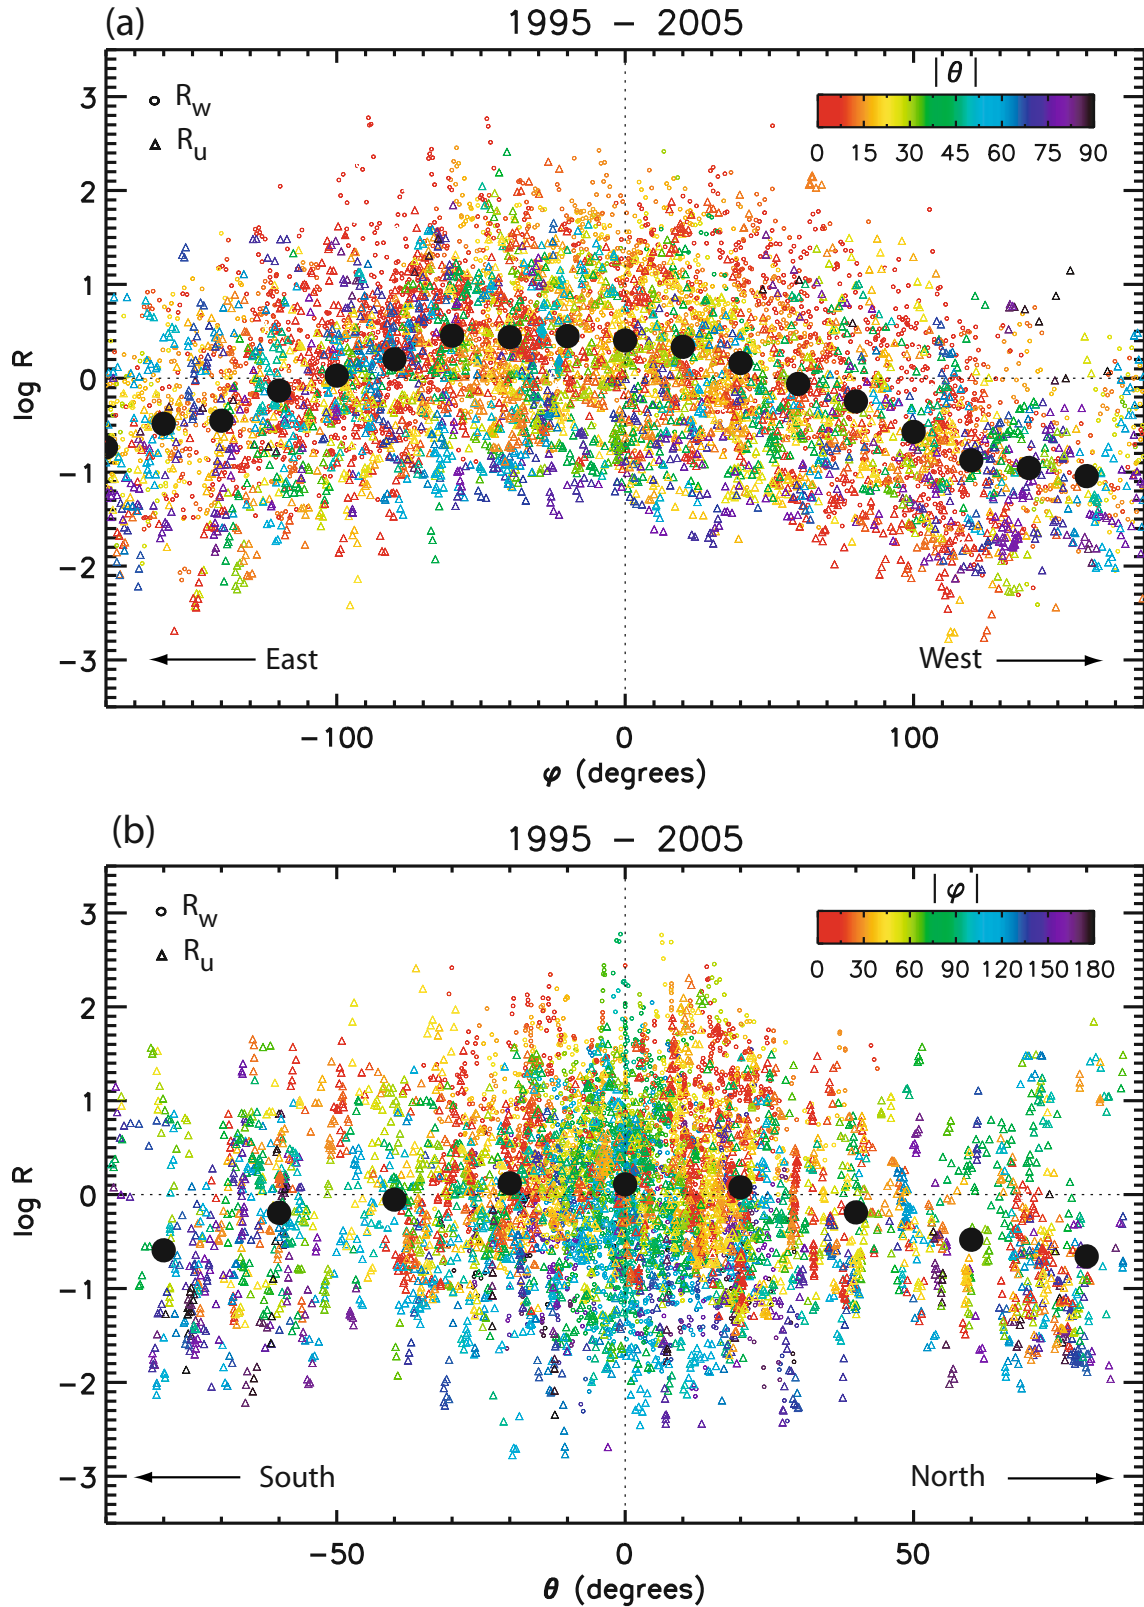 (a)
1995 – 2005
R_w
R_u
|θ|
0 15 30 45 60 75 90
3
2
1
0
−1
−2
−3
log R
East
West
−100 0 100
φ (degrees)
(b)
1995 – 2005
R_w
R_u
|φ|
0 30 60 90 120 150 180
3
2
1
0
−1
−2
−3
log R
South
North
−50 0 50
θ (degrees)